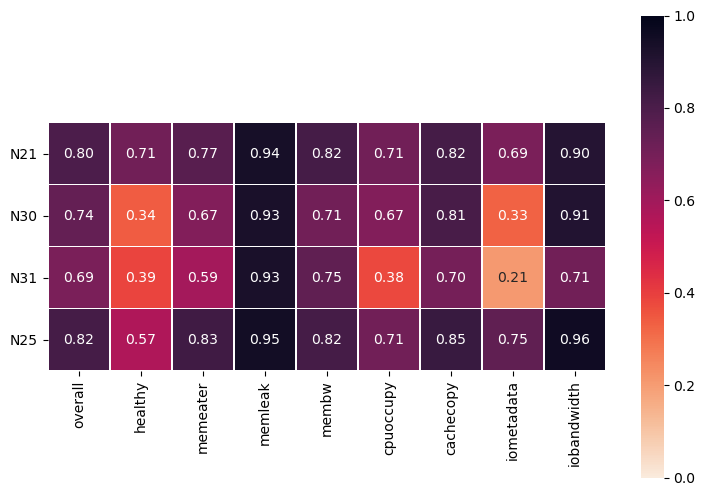 1.0
0.8
0.6
0.4
0.2
0.0
N21 0.80 0.71 0.77 0.94 0.82 0.71 0.82 0.69 0.90
N30 0.74 0.34 0.67 0.93 0.71 0.67 0.81 0.33 0.91
N31 0.69 0.39 0.59 0.93 0.75 0.38 0.70 0.21 0.71
N25 0.82 0.57 0.83 0.95 0.82 0.71 0.85 0.75 0.96
overall
healthy
memeater
memleak
membw
cpuoccupy
cachecopy
iometadata
iobandwidth